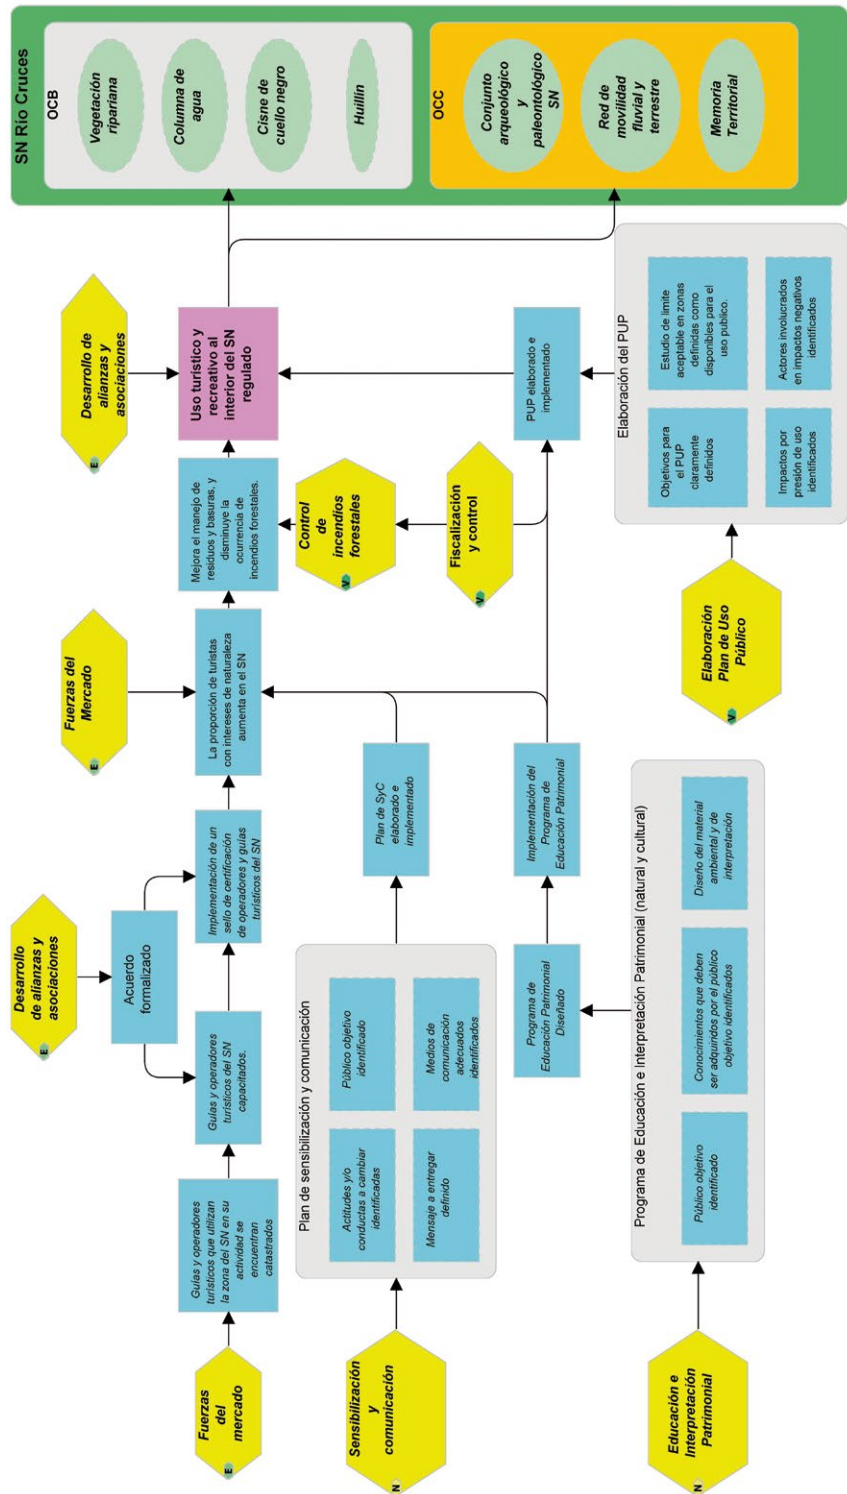 Fuerzas
del
mercado
E
Guías y operadores
turísticos que utilizan
la zona del SN en su
actividad se
encuentran
catastrados
Guías y operadores
turísticos del SN
capacitados.
Desarrollo
de alianzas y
asociaciones
E
Acuerdo
formalizado
Implementación de un
sello de certificación
de operadores y guías
turísticos del SN
Fuerzas del
Mercado
E
La proporción de turistas
con intereses de naturaleza
aumenta en el SN
Mejora el manejo de
residuos y basuras, y
disminuye la
ocurrencia de
incendios forestales.
Desarrollo de
alianzas y
asociaciones
E
Uso turístico y
recreativo al
interior del SN
regulado
Control
de
incendios
forestales
V
Fiscalización
y control
V
Sensibilización
y
comunicación
N
Plan de sensibilización y comunicación
Actitudes y/o
conductas a cambiar
identificadas
Público objetivo
identificado
Mensaje a entregar
definido
Medios de
comunicación
adecuados
identificados
Plan de SyC
elaborado e
implementado
Programa de
Educación Patrimonial
Diseñado
Implementación del
Programa de
Educación Patrimonial
PUP elaborado e
implementado
Educación e
Interpretación
Patrimonial
N
Programa de Educación e Interpretación Patrimonial (natural y cultural)
Público objetivo
identificado
Conocimientos que deben
ser adquiridos por el público
objetivo identificados
Diseño del material
ambiental y de
interpretación
Elaboración
Plan de Uso
Público
V
Elaboración del PUP
Objetivos para
el PUP
claramente
definidos
Estudio de límite
aceptable en zonas
definidas como
disponibles para el
uso público.
Impactos por
presión de uso
identificados
Actores involucrados
en impactos negativos
identificados
SN Río Cruces
OCB
Vegetación
ripariana
Columna de
agua
Cisne de
cuello negro
Huillín
OCC
Conjunto
arqueológico
y
paleontológico
SN
Red de
movilidad
fluvial y
terrestre
Memoria
Territorial